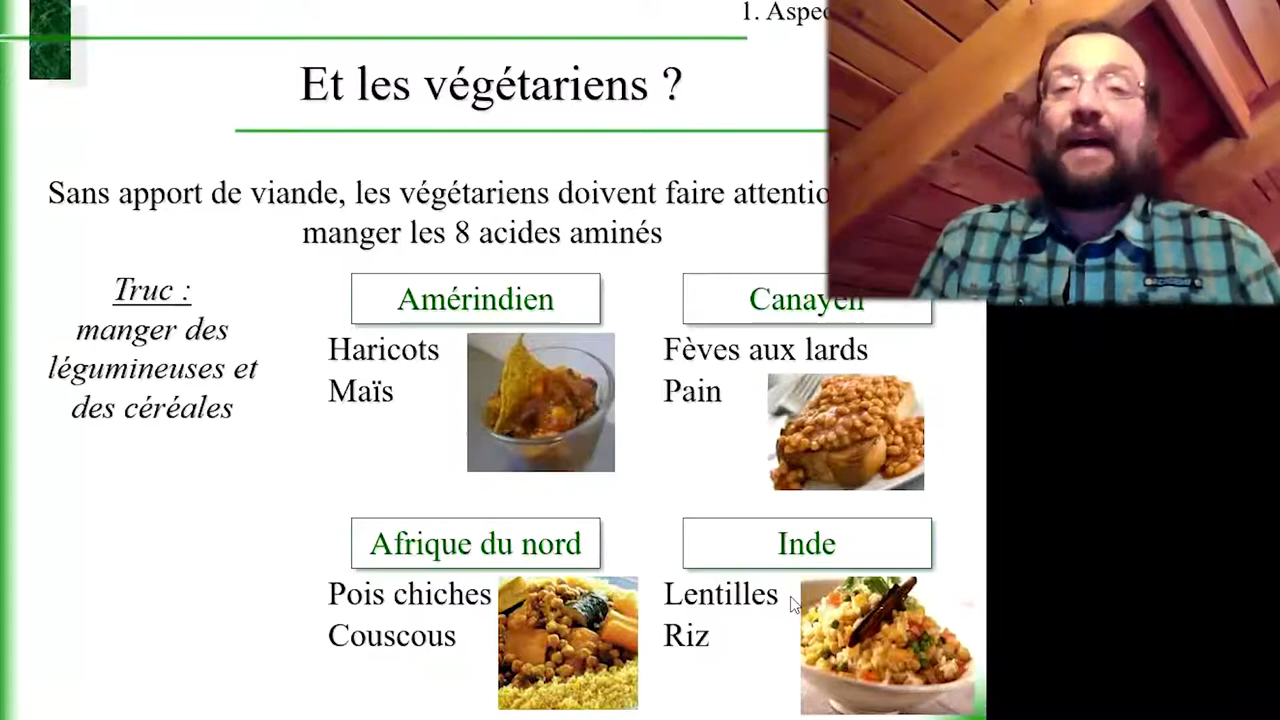 1. Aspec
Et les végétariens ?
Sans apport de viande, les végétariens doivent faire attentio
manger les 8 acides aminés
Truc :
manger des
légumineuses et
des céréales
Amérindien
Haricots
Maïs
Canayen
Fèves aux lards
Pain
Afrique du nord
Pois chiches
Couscous
Inde
Lentilles
Riz